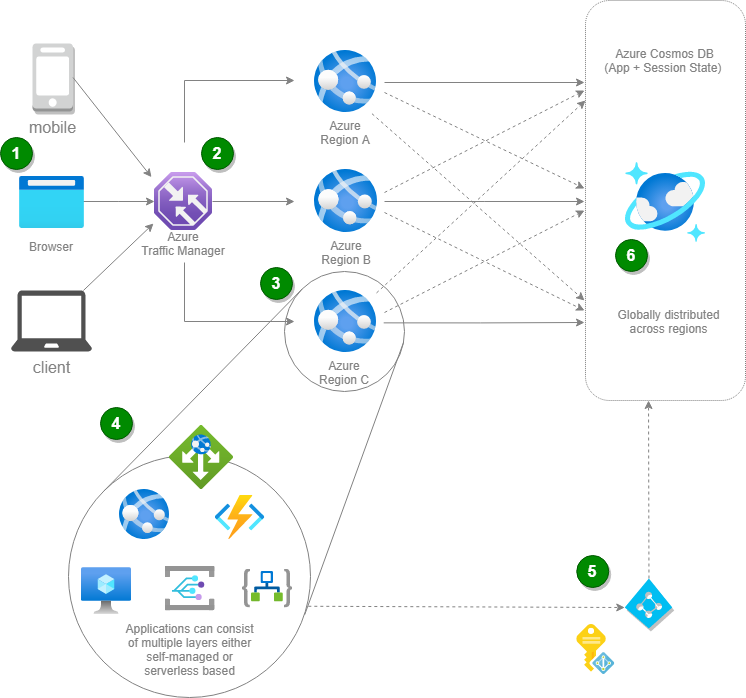 mobile
1
Browser
client
2
Azure
Traffic Manager
Azure
Region A
Azure
Region B
3
Azure
Region C
Azure Cosmos DB
(App + Session State)
6
Globally distributed
across regions
4
Applications can consist
of multiple layers either
self-managed or
serverless based
5